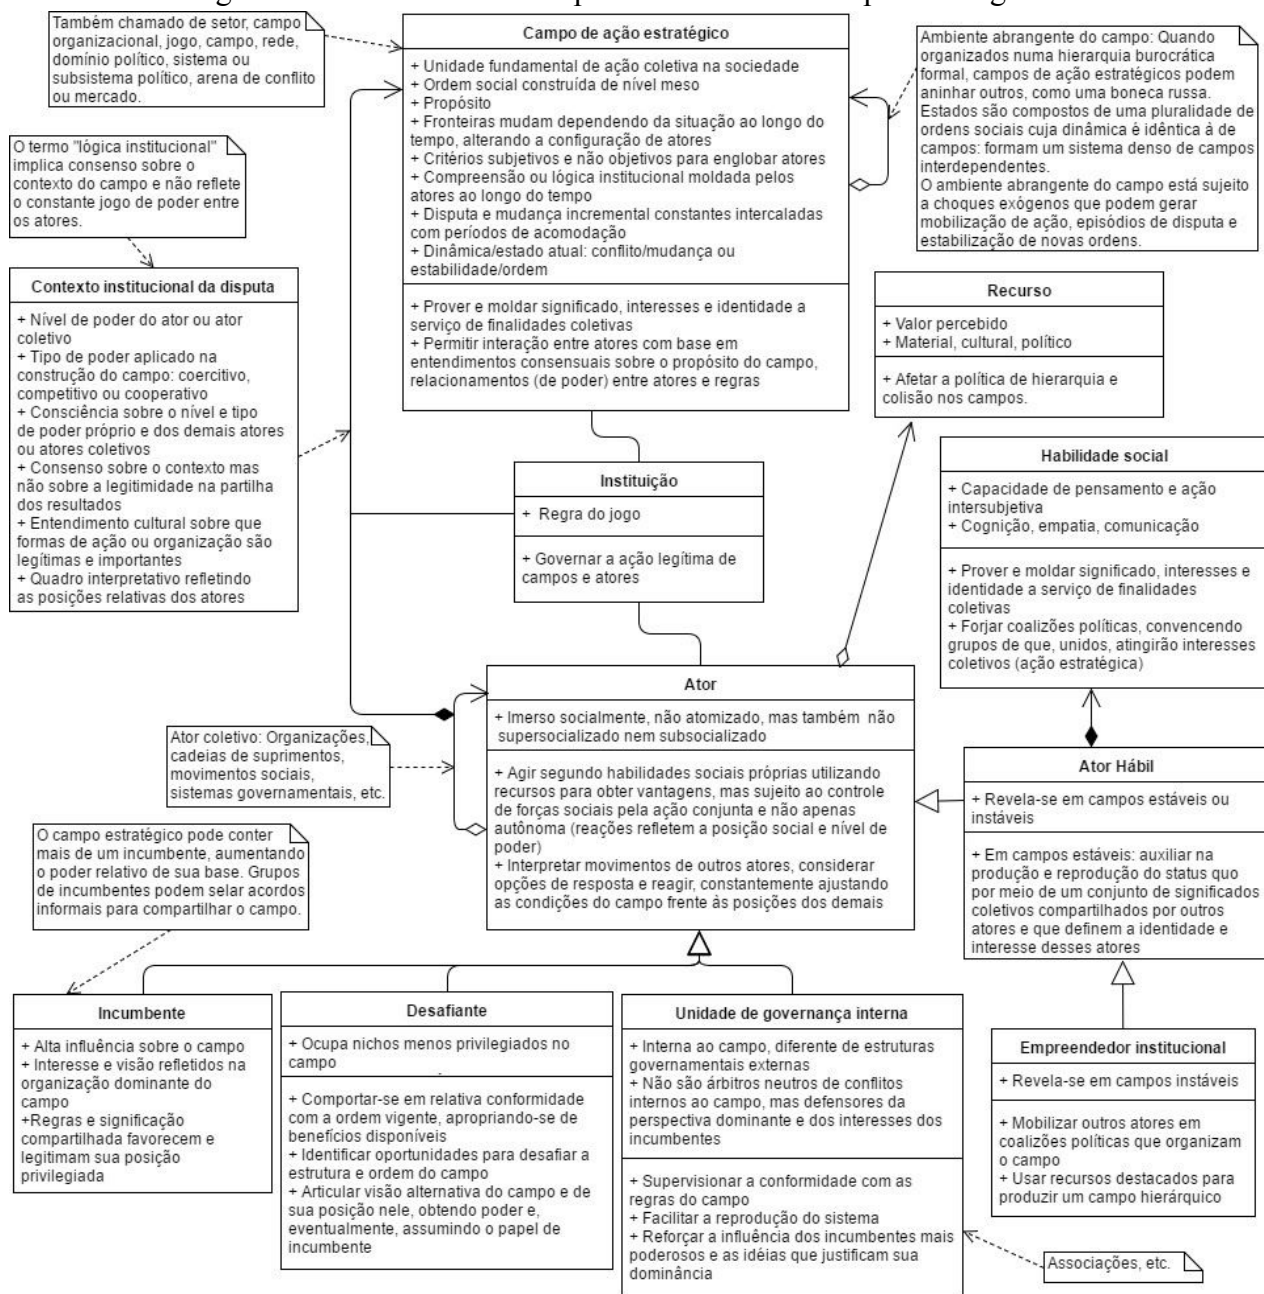 Também chamado de setor, campo
organizacional, jogo, campo, rede,
domínio político, sistema ou
subsistema político, arena de conflito
ou mercado.
Campo de ação estratégico
+ Unidade fundamental de ação coletiva na sociedade
+ Ordem social construída de nível meso
+ Propósito
+ Fronteiras mudam dependendo da situação ao longo do
tempo, alterando a configuração de atores
+ Critérios subjetivos e não objetivos para englobar atores
+ Compreensão ou lógica institucional moldada pelos
atores ao longo do tempo
+ Disputa e mudança incremental constantes intercaladas
com períodos de acomodação
+ Dinâmica/estado atual: conflito/mudança ou
estabilidade/ordem
+ Prover e moldar significado, interesses e identidade a
serviço de finalidades coletivas
+ Permitir interação entre atores com base em
entendimentos consensuais sobre o propósito do campo,
relacionamentos (de poder) entre atores e regras
Ambiente abrangente do campo: Quando
organizados numa hierarquia burocrática
formal, campos de ação estratégicos podem
aninhar outros, como uma boneca russa.
Estados são compostos de uma pluralidade de
ordens sociais cuja dinâmica é idêntica à de
campos: formam um sistema denso de campos
interdependentes.
O ambiente abrangente do campo está sujeito
a choques exógenos que podem gerar
mobilização de ação, episódios de disputa e
estabilização de novas ordens.
O termo "lógica institucional"
implica consenso sobre o
contexto do campo e não reflete
o constante jogo de poder entre
os atores.
Contexto institucional da disputa
+ Nível de poder do ator ou ator
coletivo
+ Tipo de poder aplicado na
construção do campo: coercitivo,
competitivo ou cooperativo
+ Consciência sobre o nível e tipo
de poder próprio e dos demais atores
ou atores coletivos
+ Consenso sobre o contexto mas
não sobre a legitimidade na partilha
dos resultados
+ Entendimento cultural sobre que
formas de ação ou organização são
legítimas e importantes
+ Quadro interpretativo refletindo
as posições relativas dos atores
Recurso
+ Valor percebido
+ Material, cultural, político
+ Afetar a política de hierarquia e
colisão nos campos.
Instituição
+ Regra do jogo
+ Governar a ação legítima de
campos e atores
Habilidade social
+ Capacidade de pensamento e ação
intersubjetiva
+ Cognição, empatia, comunicação
+ Prover e moldar significado, interesses e
identidade a serviço de finalidades
coletivas
+ Forjar coalizões políticas, convencendo
grupos de que, unidos, atingirão interesses
coletivos (ação estratégica)
Ator
+ Imerso socialmente, não atomizado, mas também não
supersocializado nem subsocializado
+ Agir segundo habilidades sociais próprias utilizando
recursos para obter vantagens, mas sujeito ao controle
de forças sociais pela ação conjunta e não apenas
autônoma (reações refletem a posição social e nível de
poder)
+ Interpretar movimentos de outros atores, considerar
opções de resposta e reagir, constantemente ajustando
as condições do campo frente às posições dos demais
Ator coletivo: Organizações,
cadeias de suprimentos,
movimentos sociais,
sistemas governamentais, etc.
Ator Hábil
+ Revela-se em campos estáveis ou
instáveis
+ Em campos estáveis: auxiliar na
produção e reprodução do status quo
por meio de um conjunto de significados
coletivos compartilhados por outros
atores e que definem a identidade e
interesse desses atores
O campo estratégico pode conter
mais de um incumbente, aumentando
o poder relativo de sua base. Grupos
de incumbentes podem selar acordos
informais para compartilhar o campo.
Incumbente
+ Alta influência sobre o campo
+ Interesse e visão refletidos na
organização dominante do
campo
+Regras e significação
compartilhada favorecem e
legitimam sua posição
privilegiada
Desafiante
+ Ocupa nichos menos privilegiados no
campo
+ Comportar-se em relativa conformidade
com a ordem vigente, apropriando-se de
benefícios disponíveis
+ Identificar oportunidades para desafiar a
estrutura e ordem do campo
+ Articular visão alternativa do campo e de
sua posição nele, obtendo poder e,
eventualmente, assumindo o papel de
incumbente
Unidade de governança interna
+ Interna ao campo, diferente de estruturas
governamentais externas
+ Não são árbitros neutros de conflitos
internos ao campo, mas defensores da
perspectiva dominante e dos interesses dos
incumbentes
+ Supervisionar a conformidade com as
regras do campo
+ Facilitar a reprodução do sistema
+ Reforçar a influência dos incumbentes mais
poderosos e as idéias que justificam sua
dominância
Empreendedor institucional
+ Revela-se em campos instáveis
+ Mobilizar outros atores em
coalizões políticas que organizam
o campo
+ Usar recursos destacados para
produzir um campo hierárquico
Associações, etc.